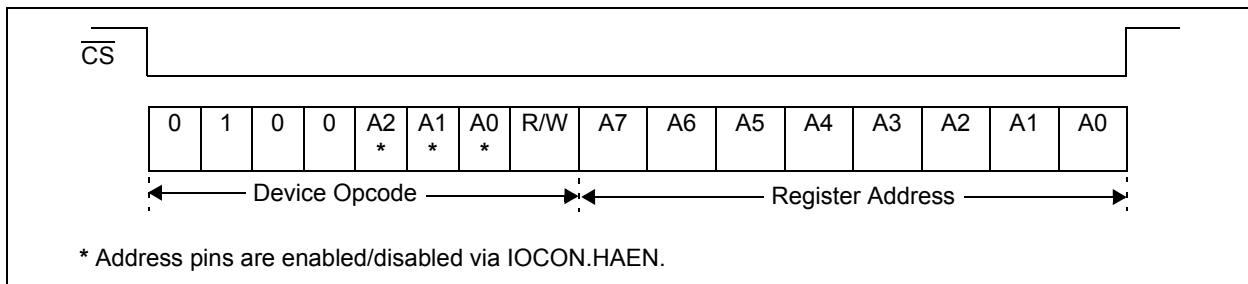 CS
0 1 0 0 A2 A1 A0 R/W A7 A6 A5 A4 A3 A2 A1 A0
* * *
Device Opcode Register Address
* Address pins are enabled/disabled via IOCON.HAEN.